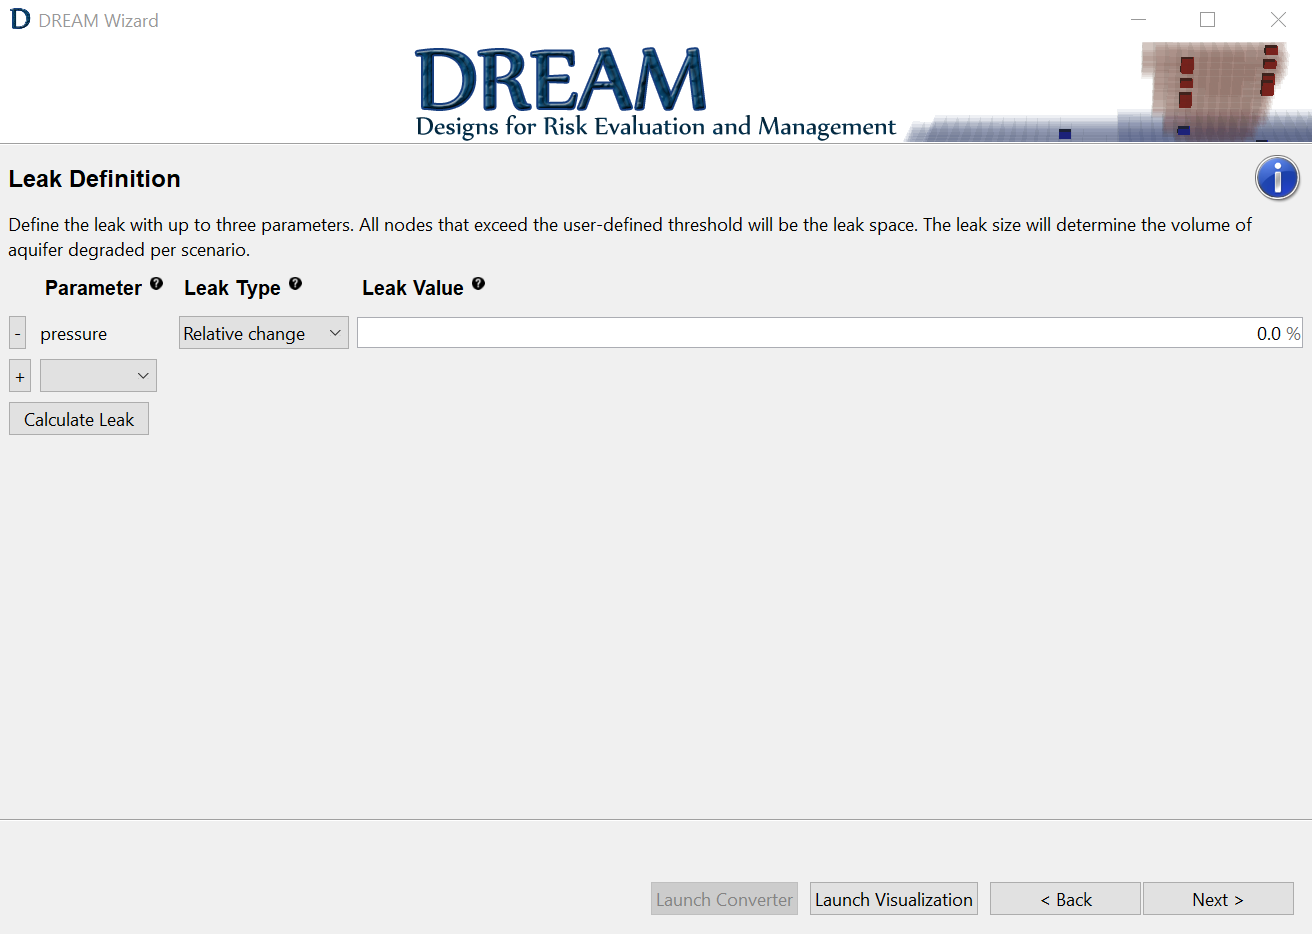 D DREAM Wizard
DREAM
Designs for Risk Evaluation and Management
Leak Definition
i
Define the leak with up to three parameters. All nodes that exceed the user-defined threshold will be the leak space. The leak size will determine the volume of
aquifer degraded per scenario.
Parameter ? Leak Type ? Leak Value ?
- pressure Relative change 0.0 %
+
Calculate Leak
Launch Converter Launch Visualization < Back Next >